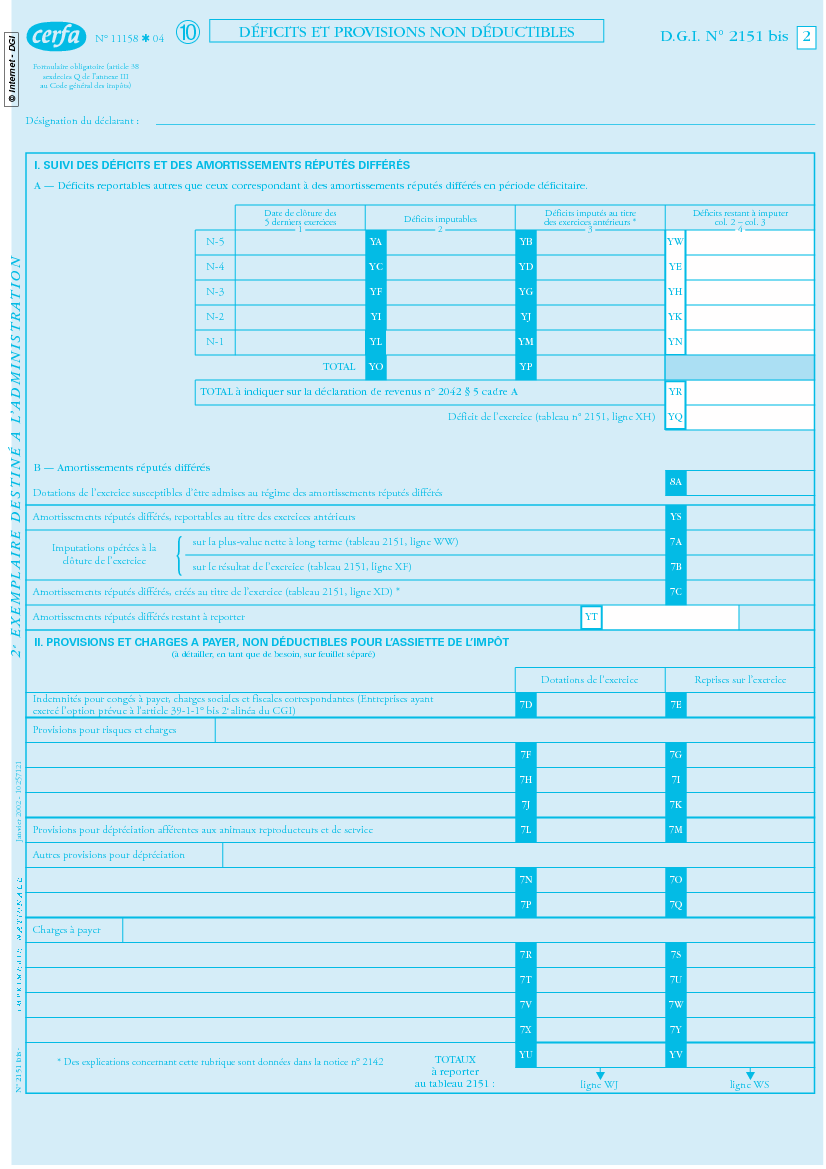 cerfa
N° 11158 ✱ 04
10
DÉFICITS ET PROVISIONS NON DÉDUCTIBLES
D.G.I. N° 2151 bis
2
© Internet - DGI
Formulaire obligatoire (article 38
sexdecies Q de l'annexe III
au Code général des impôts)
Désignation du déclarant :
I. SUIVI DES DÉFICITS ET DES AMORTISSEMENTS RÉPUTÉS DIFFÉRÉS
A — Déficits reportables autres que ceux correspondant à des amortissements réputés différés en période déficitaire.
Date de clôture des
5 derniers exercices
1
Déficits imputables
2
Déficits imputés au titre
des exercices antérieurs *
3
Déficits restant à imputer
col. 2 – col. 3
4
N-5 YA YB YW
N-4 YC YD YE
N-3 YF YG YH
N-2 YI YJ YK
N-1 YL YM YN
TOTAL YO YP
TOTAL à indiquer sur la déclaration de revenus n° 2042 § 5 cadre A YR
Déficit de l'exercice (tableau n° 2151, ligne XH) YQ
B — Amortissements réputés différés
Dotations de l'exercice susceptibles d'être admises au régime des amortissements réputés différés 8A
Amortissements réputés différés, reportables au titre des exercices antérieurs YS
Imputations opérées à la
clôture de l'exercice
sur la plus-value nette à long terme (tableau 2151, ligne WW) 7A
sur le résultat de l'exercice (tableau 2151, ligne XF) 7B
Amortissements réputés différés, créés au titre de l'exercice (tableau 2151, ligne XD) * 7C
Amortissements réputés différés restant à reporter YT
II. PROVISIONS ET CHARGES A PAYER, NON DÉDUCTIBLES POUR L'ASSIETTE DE L'IMPÔT
(à détailler, en tant que de besoin, sur feuillet séparé)
Dotations de l'exercice Reprises sur l'exercice
Indemnités pour congés à payer, charges sociales et fiscales correspondantes (Entreprises ayant
exercé l'option prévue à l'article 39-1-1° bis 2e alinéa du CGI) 7D 7E
Provisions pour risques et charges
7F 7G
7H 7I
7J 7K
Provisions pour dépréciation afférentes aux animaux reproducteurs et de service 7L 7M
Autres provisions pour dépréciation
7N 7O
7P 7Q
Charges à payer
7R 7S
7T 7U
7V 7W
7X 7Y
YU YV
* Des explications concernant cette rubrique sont données dans la notice n° 2142
TOTAUX
à reporter
au tableau 2151 :
ligne WJ ligne WS
2e EXEMPLAIRE DESTINÉ A L'ADMINISTRATION
Janvier 2002 - 10 257121
IMPRIMERIE NATIONALE
N° 2151 bis -